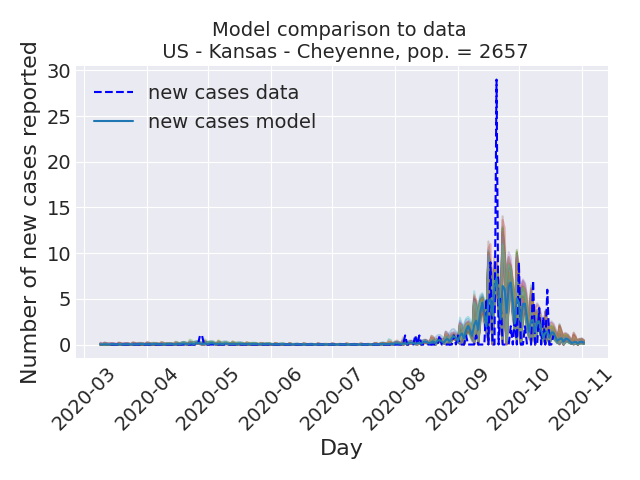 Model comparison to data
US - Kansas - Cheyenne, pop. = 2657
Number of new cases reported
30
25
20
15
10
5
0
new cases data
new cases model
2020-03
2020-04
2020-05
2020-06
2020-07
2020-08
2020-09
2020-10
2020-11
Day